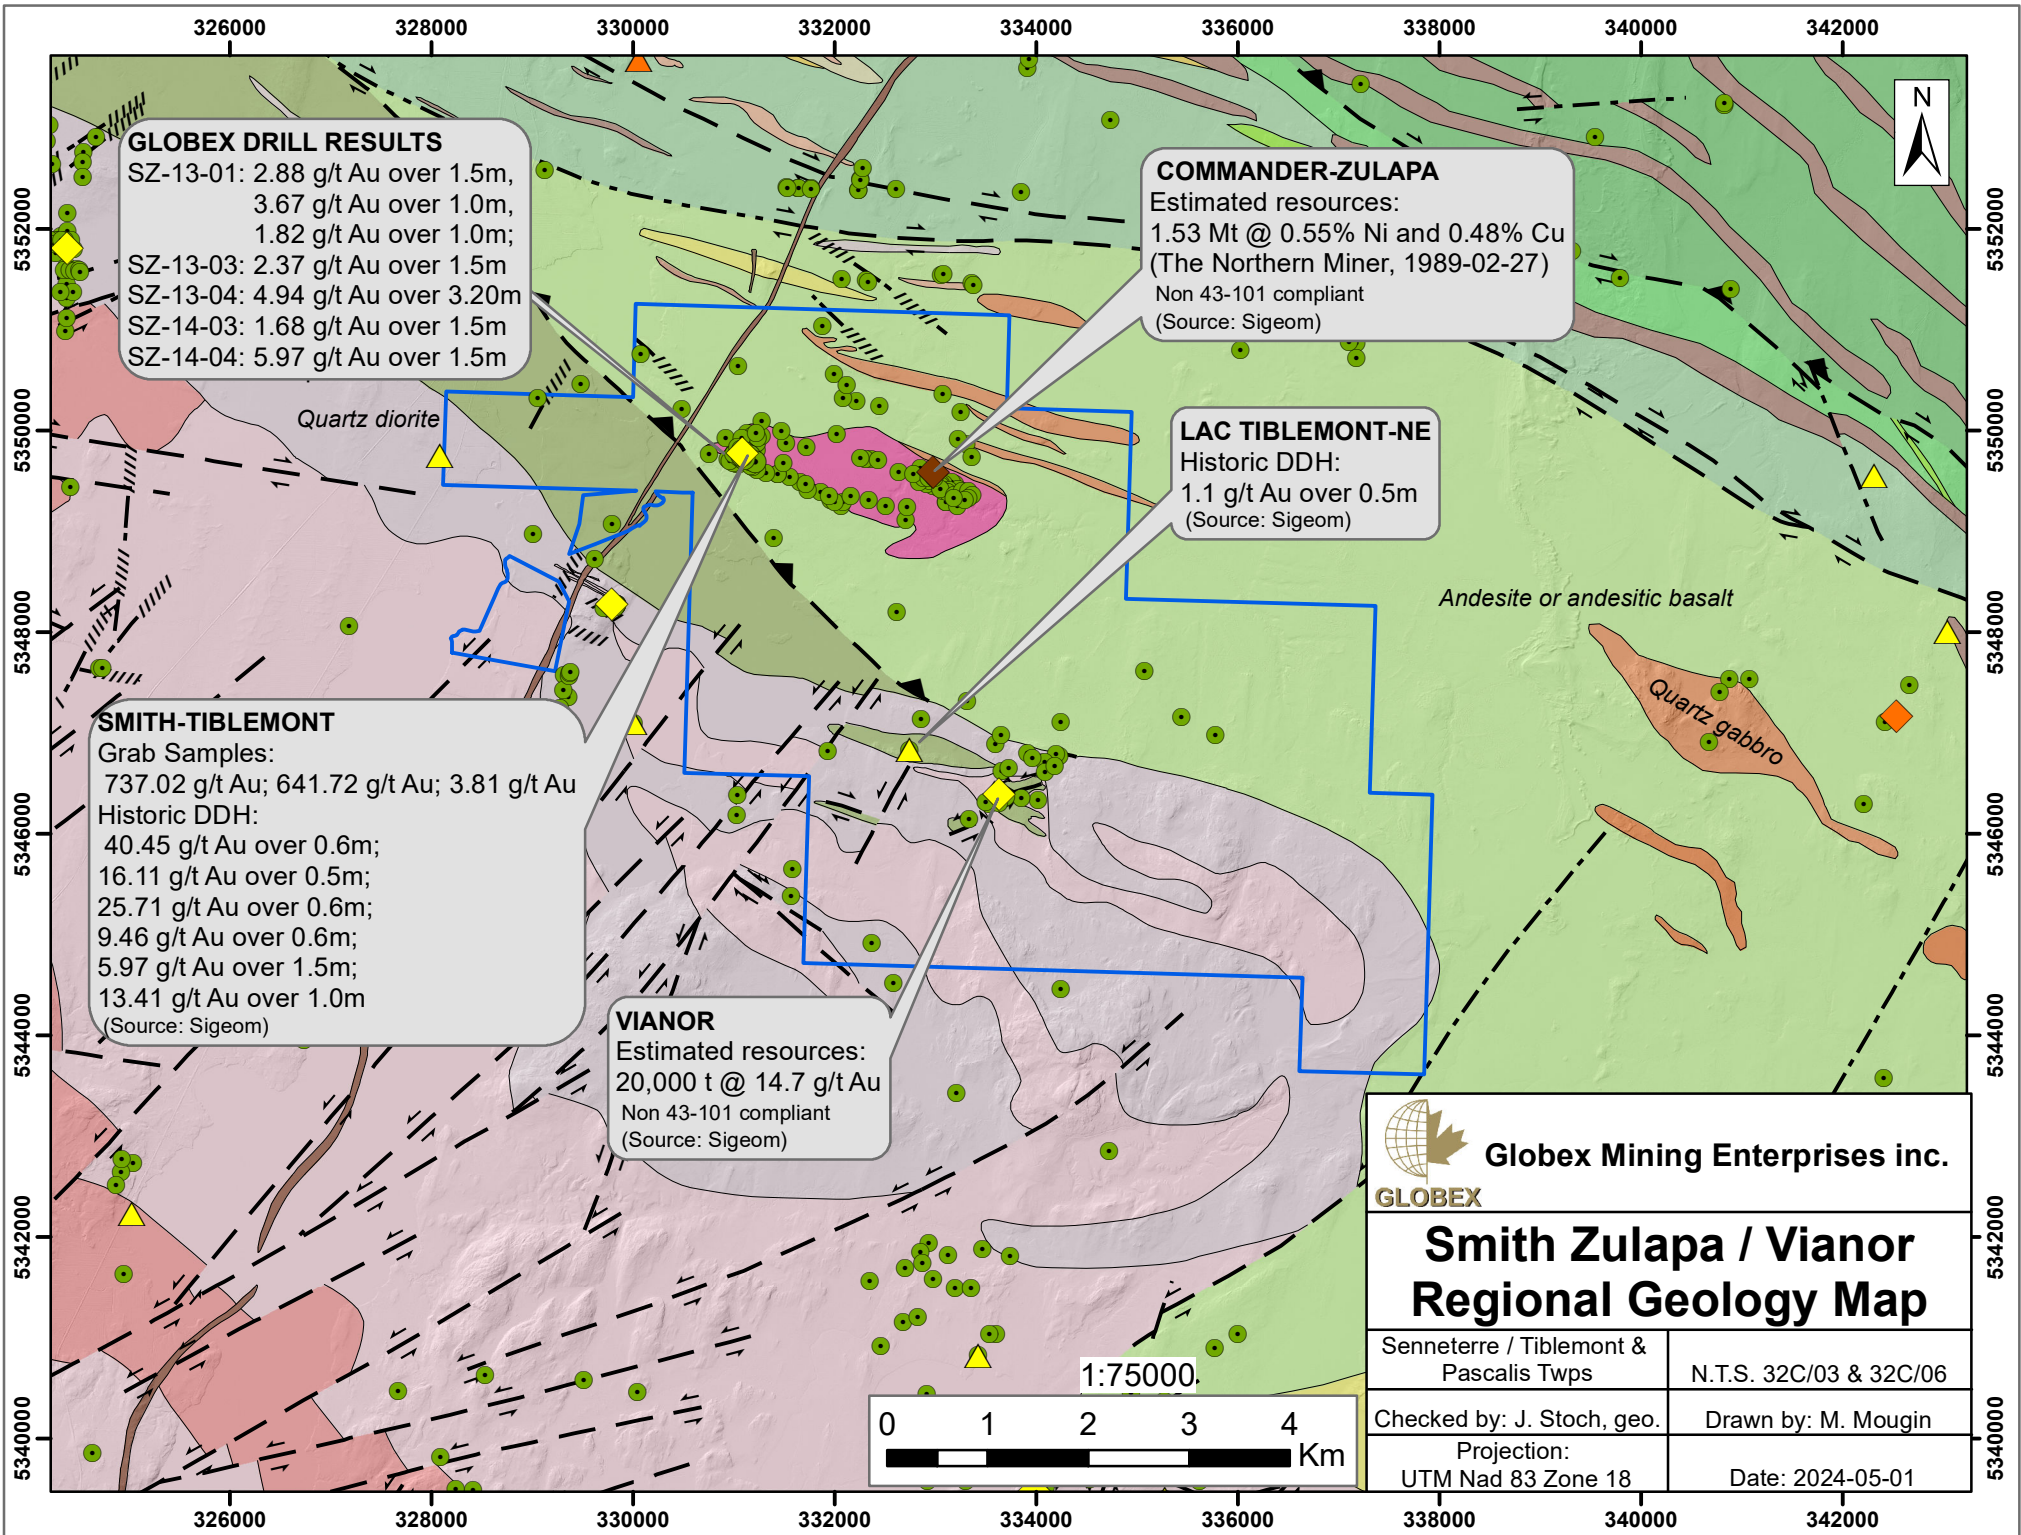 326000 328000 330000 332000 334000 336000 338000 340000 342000
N
GLOBEX DRILL RESULTS
SZ-13-01: 2.88 g/t Au over 1.5m,
3.67 g/t Au over 1.0m,
1.82 g/t Au over 1.0m;
SZ-13-03: 2.37 g/t Au over 1.5m
SZ-13-04: 4.94 g/t Au over 3.20m
SZ-14-03: 1.68 g/t Au over 1.5m
SZ-14-04: 5.97 g/t Au over 1.5m
COMMANDER-ZULAPA
Estimated resources:
1.53 Mt @ 0.55% Ni and 0.48% Cu
(The Northern Miner, 1989-02-27)
Non 43-101 compliant
(Source: Sigeom)
5352000 5352000
Quartz diorite
LAC TIBLEMONT-NE
Historic DDH:
1.1 g/t Au over 0.5m
(Source: Sigeom)
5350000 5350000
Andesite or andesitic basalt
5348000 5348000
Quartz gabbro
SMITH-TIBLEMONT
Grab Samples:
737.02 g/t Au; 641.72 g/t Au; 3.81 g/t Au
Historic DDH:
40.45 g/t Au over 0.6m;
16.11 g/t Au over 0.5m;
25.71 g/t Au over 0.6m;
9.46 g/t Au over 0.6m;
5.97 g/t Au over 1.5m;
13.41 g/t Au over 1.0m
(Source: Sigeom)
5346000 5346000
VIANOR
Estimated resources:
20,000 t @ 14.7 g/t Au
Non 43-101 compliant
(Source: Sigeom)
5344000 5344000
GLOBEX
Globex Mining Enterprises inc.
5342000 5342000
Smith Zulapa / Vianor
Regional Geology Map
Senneterre / Tiblemont &
Pascalis Twps
N.T.S. 32C/03 & 32C/06
Checked by: J. Stoch, geo.
Drawn by: M. Mougin
Projection:
UTM Nad 83 Zone 18
Date: 2024-05-01
1:75000
0 1 2 3 4
Km
5340000 5340000
326000 328000 330000 332000 334000 336000 338000 340000 342000